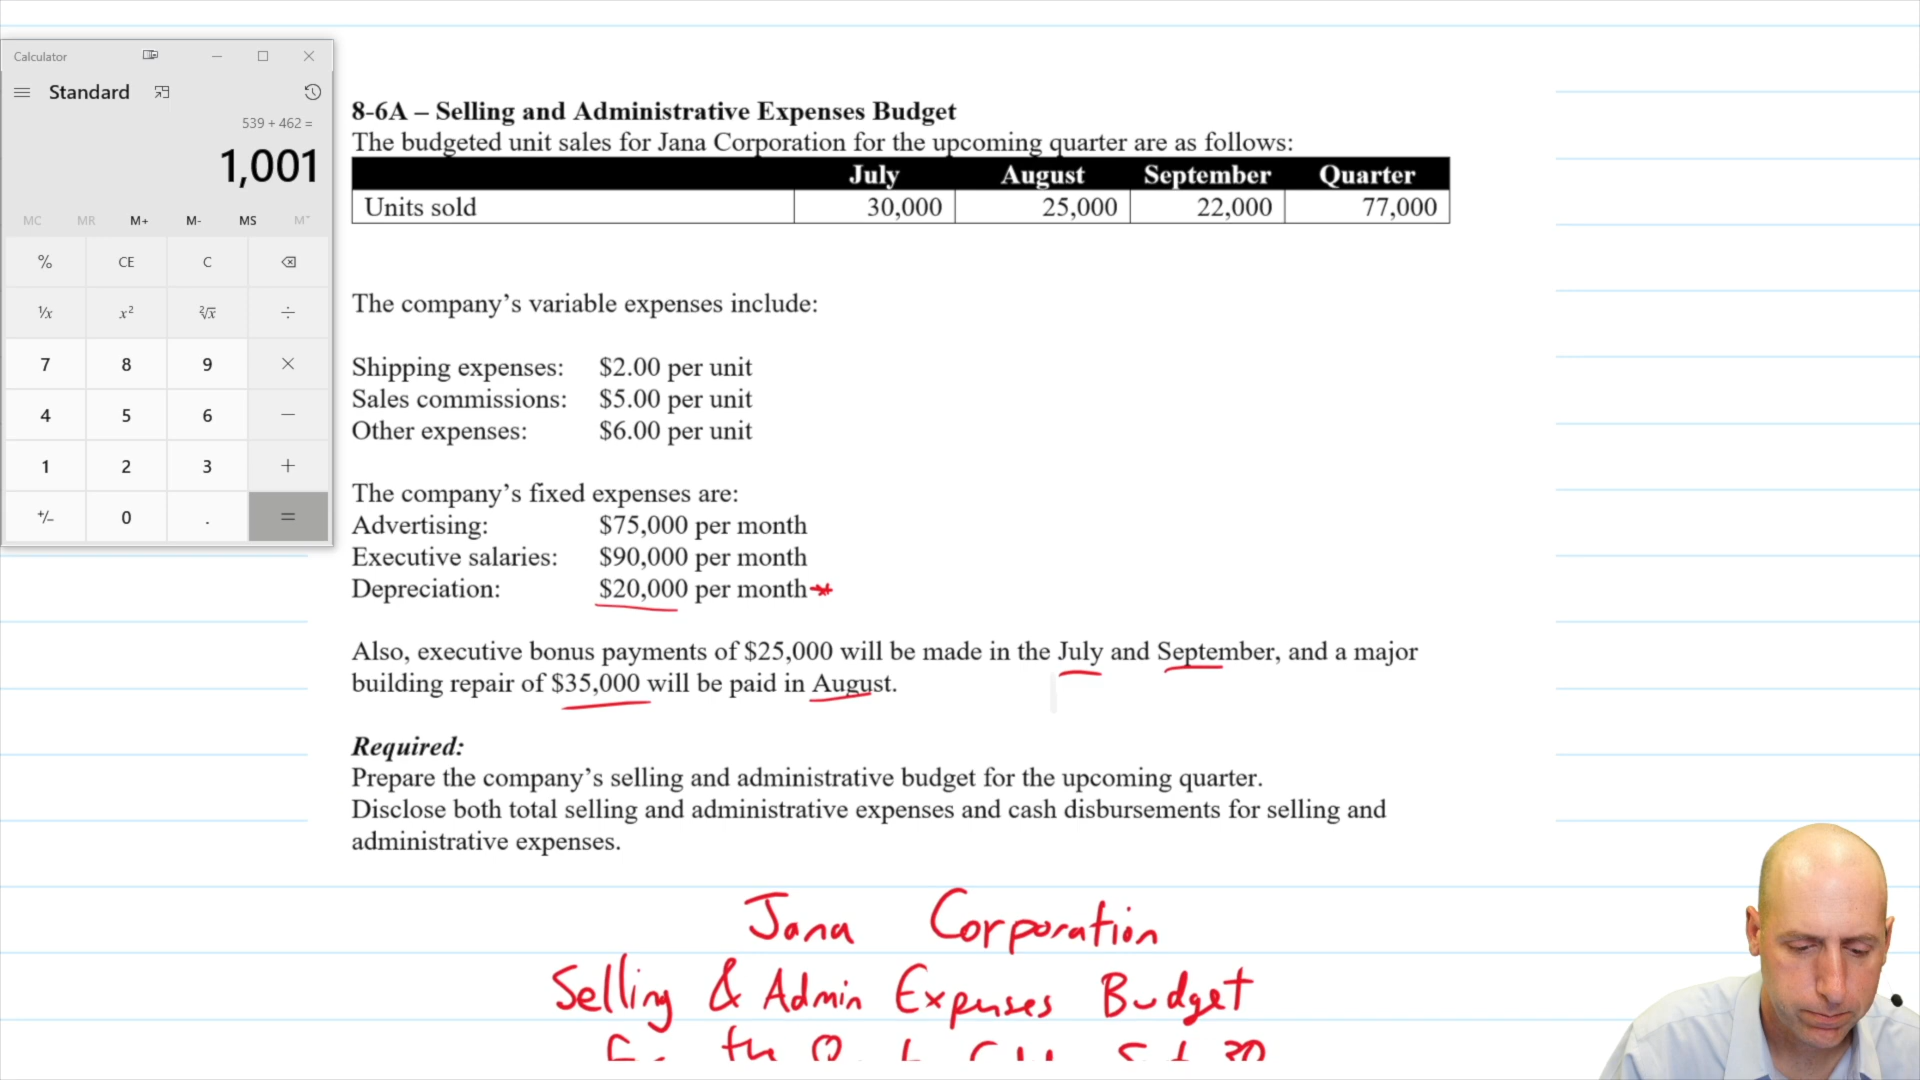 Calculator
Standard
539 + 462 =
1,001
MC MR M+ M- MS M˅
% CE C
¹/x x² ²√x ÷
7 8 9 ×
4 5 6 −
1 2 3 +
+/− 0 . =
8-6A – Selling and Administrative Expenses Budget
The budgeted unit sales for Jana Corporation for the upcoming quarter are as follows:
July August September Quarter
Units sold 30,000 25,000 22,000 77,000
The company’s variable expenses include:
Shipping expenses: $2.00 per unit
Sales commissions: $5.00 per unit
Other expenses: $6.00 per unit
The company’s fixed expenses are:
Advertising: $75,000 per month
Executive salaries: $90,000 per month
Depreciation: $20,000 per month*
Also, executive bonus payments of $25,000 will be made in the July and September, and a major
building repair of $35,000 will be paid in August.
Required:
Prepare the company’s selling and administrative budget for the upcoming quarter.
Disclose both total selling and administrative expenses and cash disbursements for selling and
administrative expenses.
Jana Corporation
Selling & Admin Expenses Budget
the